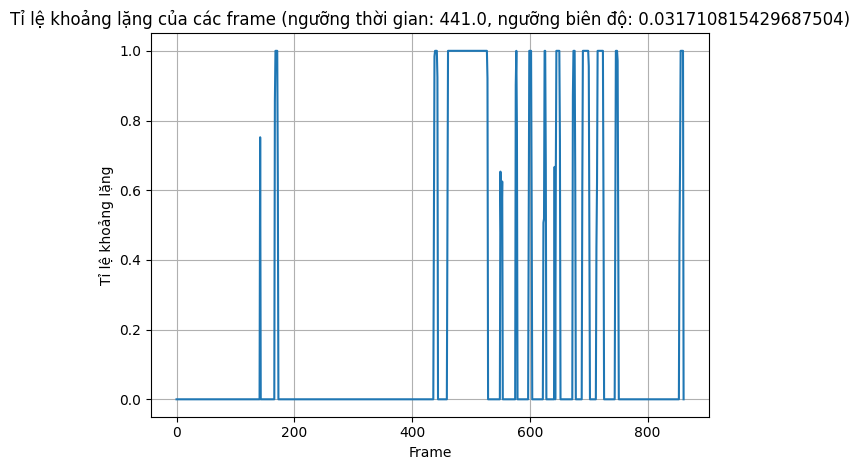 Tỉ lệ khoảng lặng của các frame (ngưỡng thời gian: 441.0, ngưỡng biên độ: 0.031710815429687504)
1.0
0.8
0.6
0.4
0.2
0.0
Tỉ lệ khoảng lặng
0 200 400 600 800
Frame